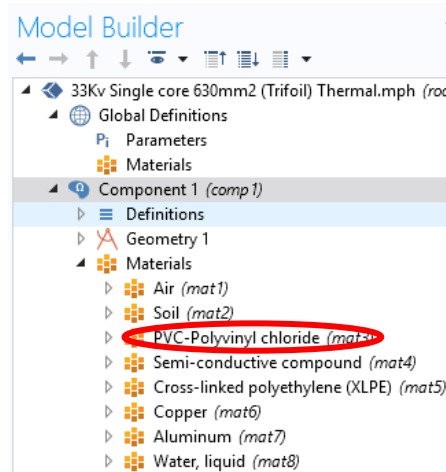 Model Builder
33Kv Single core 630mm2 (Trifoil) Thermal.mph
Global Definitions
Pi Parameters
Materials
Component 1 (comp1)
Definitions
Geometry 1
Materials
Air (mat1)
Soil (mat2)
PVC-Polyvinyl chloride (mat3)
Semi-conductive compound (mat4)
Cross-linked polyethylene (XLPE) (mat5)
Copper (mat6)
Aluminum (mat7)
Water, liquid (mat8)